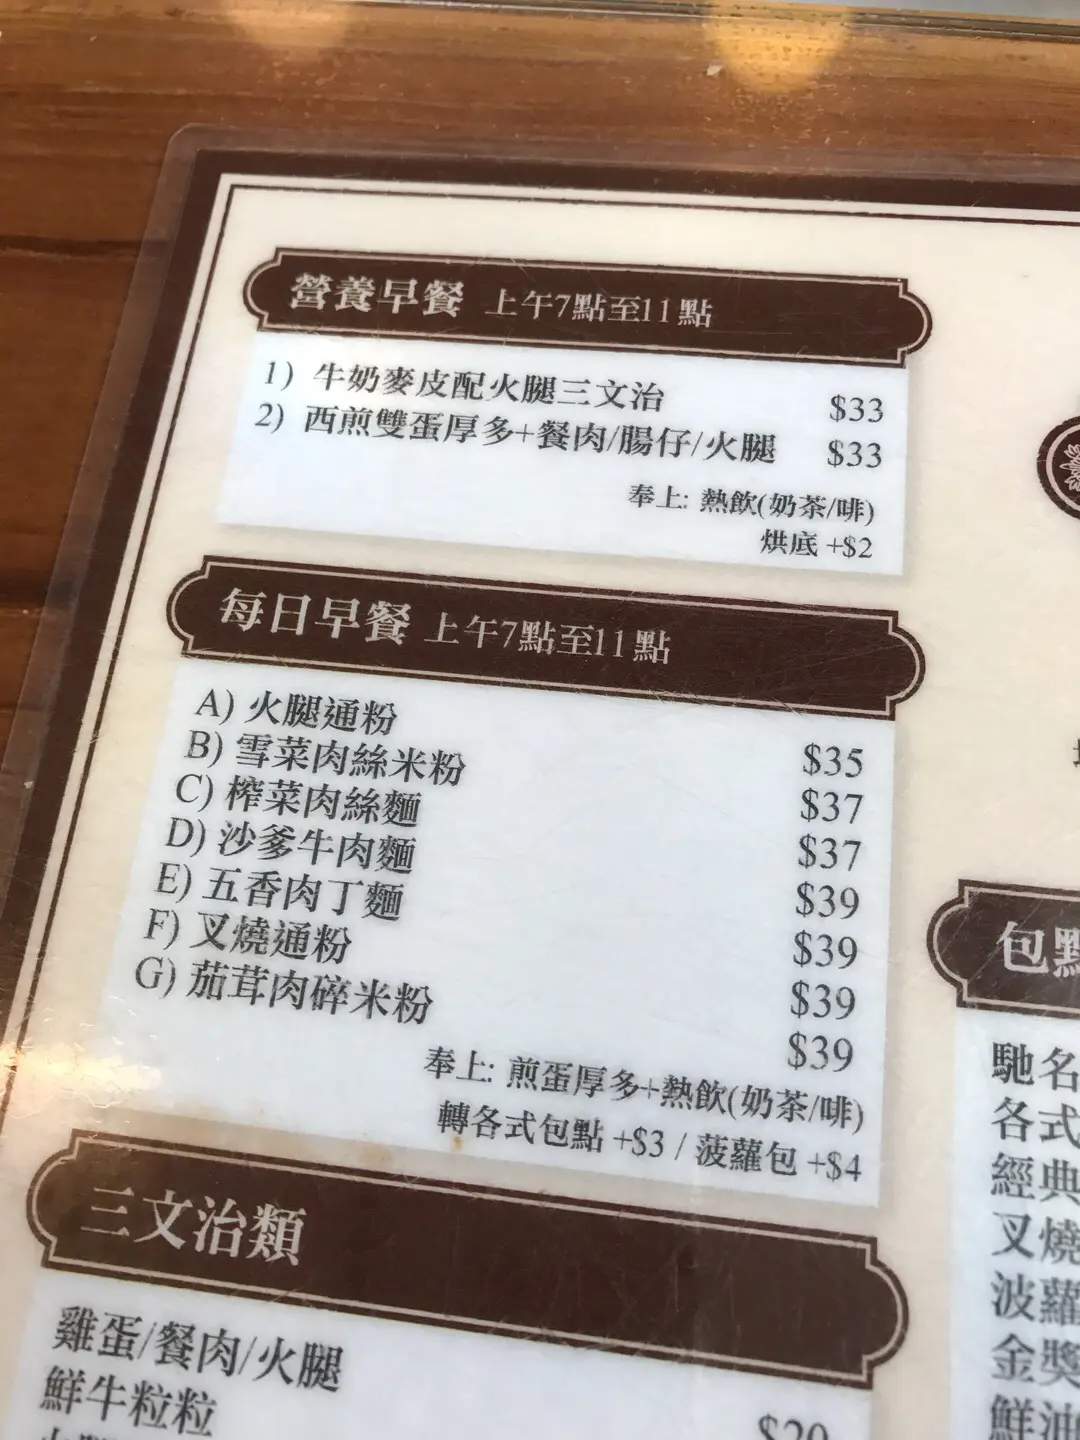 營養早餐 上午7點至11點
1) 牛奶麥皮配火腿三文治 $33
2) 西煎雙蛋厚多+餐肉/腸仔/火腿 $33
奉上: 熱飲(奶茶/啡)
烘底 +$2
每日早餐 上午7點至11點
A) 火腿通粉 $35
B) 雪菜肉絲米粉 $37
C) 榨菜肉絲麵 $37
D) 沙爹牛肉麵 $39
E) 五香肉丁麵 $39
F) 叉燒通粉 $39
G) 茄茸肉碎米粉 $39
奉上: 煎蛋厚多+熱飲(奶茶/啡)
轉各式包點 +$3 / 菠蘿包 +$4
三文治類
雞蛋/餐肉/火腿
鮮牛粒粒 $20
包點
馳名
各式
經典
叉燒
波蘿
金獎
鮮油